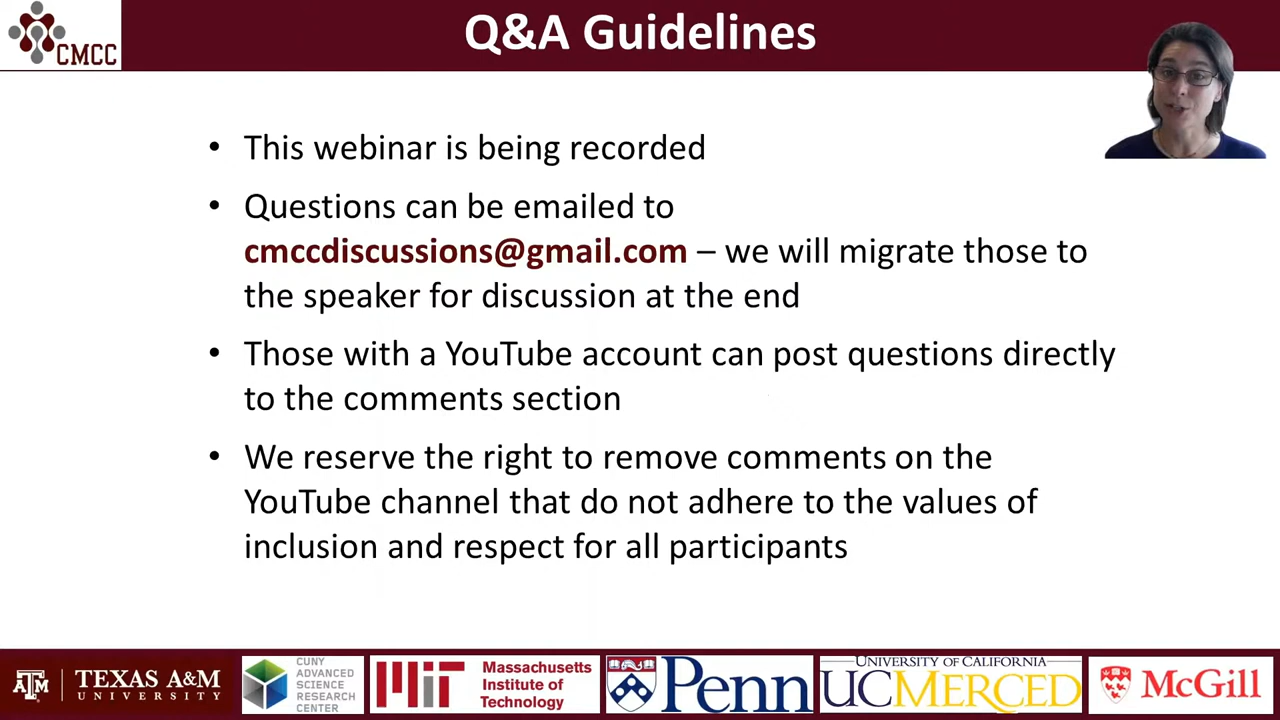 CMCC
Q&A Guidelines
• This webinar is being recorded
• Questions can be emailed to
cmccdiscussions@gmail.com – we will migrate those to
the speaker for discussion at the end
• Those with a YouTube account can post questions directly
to the comments section
• We reserve the right to remove comments on the
YouTube channel that do not adhere to the values of
inclusion and respect for all participants
ATM
TEXAS A&M
UNIVERSITY
CUNY
ADVANCED
SCIENCE
RESEARCH
CENTER
Massachusetts
Institute of
Technology
Penn
UNIVERSITY OF CALIFORNIA
UCMERCED
McGill